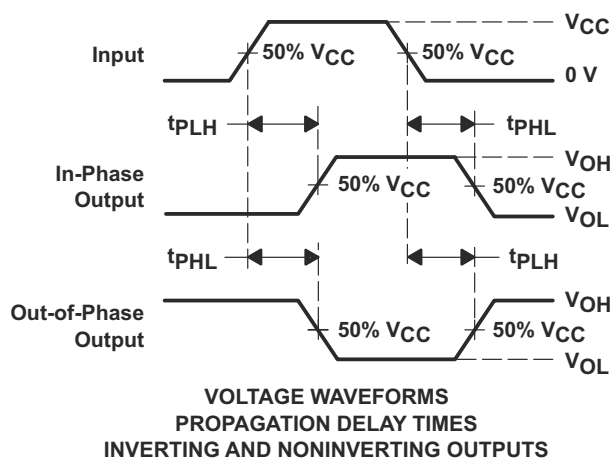 VCC
Input
50% VCC
50% VCC
0 V
tPLH
tPHL
VOH
In-Phase
Output
50% VCC
50% VCC
VOL
tPHL
tPLH
VOH
Out-of-Phase
Output
50% VCC
50% VCC
VOL
VOLTAGE WAVEFORMS
PROPAGATION DELAY TIMES
INVERTING AND NONINVERTING OUTPUTS